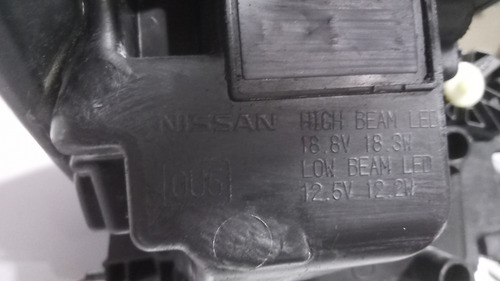 NISSAN HIGH BEAM LED
18.8V 18.3W
LOW BEAM LED
12.5V 12.2W